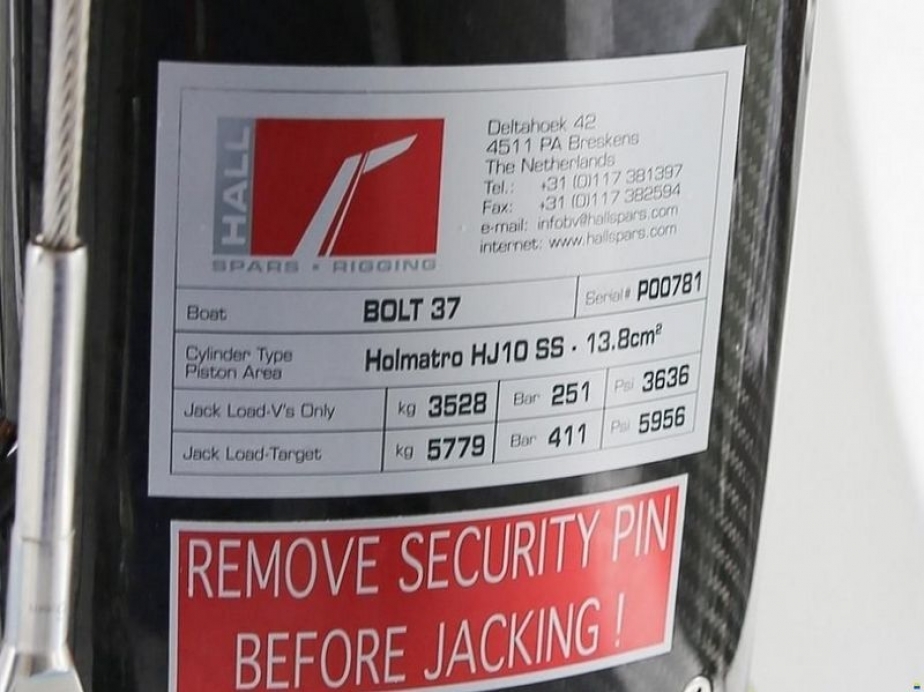 HALL
SPARS • RIGGING
Deltahoek 42
4511 PA Breskens
The Netherlands
Tel.: +31 (0)117 381397
Fax: +31 (0)117 382594
e-mail: infobv@hallspars.com
internet: www.hallspars.com
Boat BOLT 37 Serial# P00781
Cylinder Type
Piston Area Holmatro HJ10 SS · 13.8cm²
Jack Load-V's Only kg 3528 Bar 251 Psi 3636
Jack Load-Target kg 5779 Bar 411 Psi 5956
REMOVE SECURITY PIN
BEFORE JACKING !